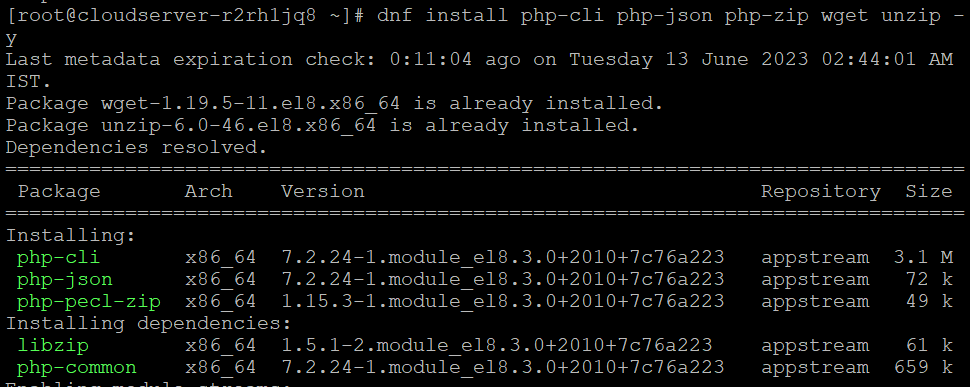 [root@cloudserver-r2rh1jq8 ~]# dnf install php-cli php-json php-zip wget unzip -
y
Last metadata expiration check: 0:11:04 ago on Tuesday 13 June 2023 02:44:01 AM
IST.
Package wget-1.19.5-11.el8.x86_64 is already installed.
Package unzip-6.0-46.el8.x86_64 is already installed.
Dependencies resolved.
================================================================================
Package Arch Version Repository Size
================================================================================
Installing:
php-cli x86_64 7.2.24-1.module_el8.3.0+2010+7c76a223 appstream 3.1 M
php-json x86_64 7.2.24-1.module_el8.3.0+2010+7c76a223 appstream 72 k
php-pecl-zip x86_64 1.15.3-1.module_el8.3.0+2010+7c76a223 appstream 49 k
Installing dependencies:
libzip x86_64 1.5.1-2.module_el8.3.0+2010+7c76a223 appstream 61 k
php-common x86_64 7.2.24-1.module_el8.3.0+2010+7c76a223 appstream 659 k
Enabling module streams: